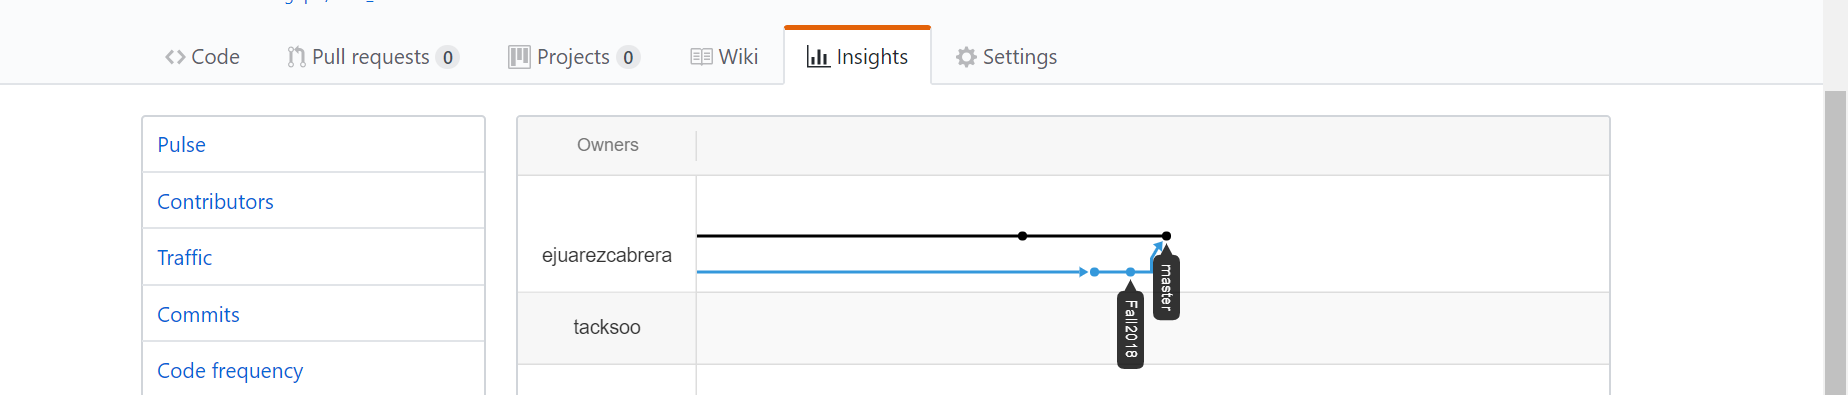 Code Pull requests 0 Projects 0 Wiki Insights Settings
Pulse
Contributors
Traffic
Commits
Code frequency
Owners
ejuarezcabrera
tacksoo
master
Fall2018